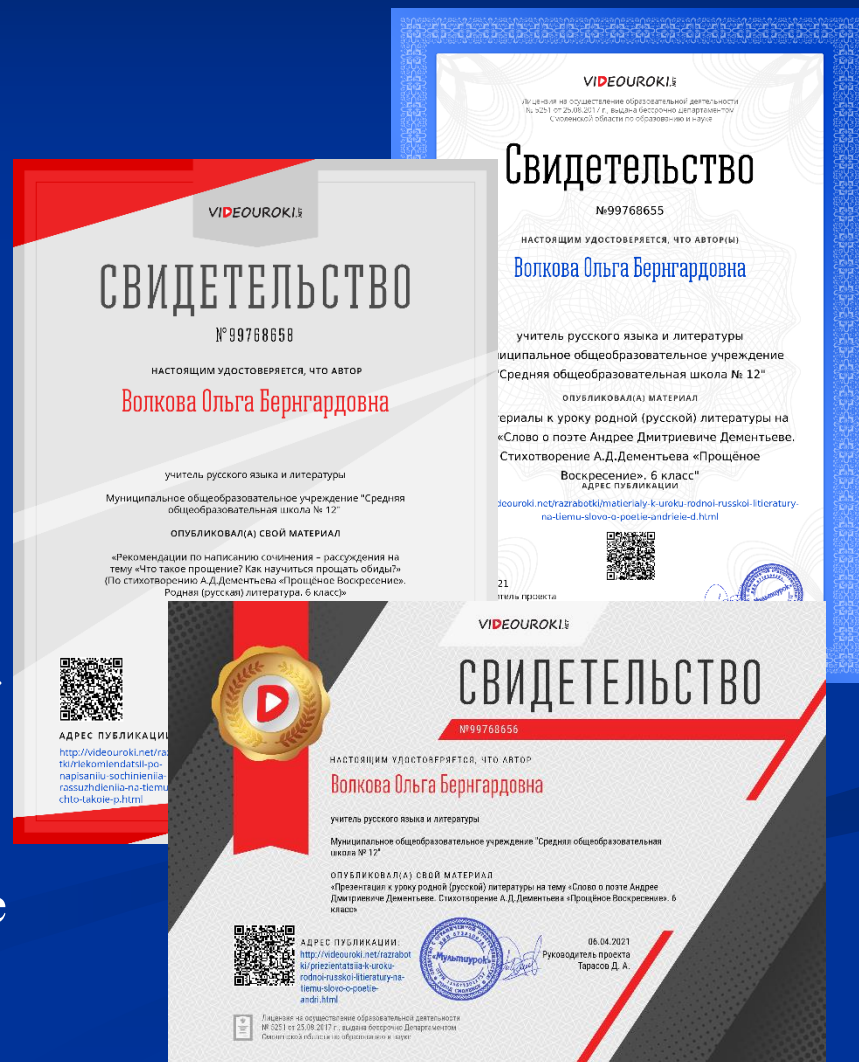 VIDEOUROKI.NET
Лицензия на осуществление образовательной деятельности
№ 5251 от 25.08.2017 г., выдана бессрочно Департаментом
Смоленской области по образованию и науке
Свидетельство
№99768655
НАСТОЯЩИМ УДОСТОВЕРЯЕТСЯ, ЧТО АВТОР(Ы)
Волкова Ольга Бернгардовна
учитель русского языка и литературы
иципальное общеобразовательное учреждение
"Средняя общеобразовательная школа № 12"
ОПУБЛИКОВАЛ(А) МАТЕРИАЛ
териалы к уроку родной (русской) литературы на
«Слово о поэте Андрее Дмитриевиче Дементьеве.
Стихотворение А.Д.Дементьева «Прощёное
Воскресение». 6 класс"
АДРЕС ПУБЛИКАЦИИ
deouroki.net/razrabotki/matierialy-k-uroku-rodnoi-russkoi-litieratury-
na-tiemu-slovo-o-poetie-andrieie-d.html
21
тель проекта
VIDEOUROKI.NET
СВИДЕТЕЛЬСТВО
№99768658
НАСТОЯЩИМ УДОСТОВЕРЯЕТСЯ, ЧТО АВТОР
Волкова Ольга Бернгардовна
учитель русского языка и литературы
Муниципальное общеобразовательное учреждение "Средняя
общеобразовательная школа № 12"
ОПУБЛИКОВАЛ(А) СВОЙ МАТЕРИАЛ
«Рекомендации по написанию сочинения – рассуждения на
тему «Что такое прощение? Как научиться прощать обиды?»
(По стихотворению А.Д.Дементьева «Прощёное Воскресение».
Родная (русская) литература. 6 класс)»
АДРЕС ПУБЛИКАЦИИ
http://videouroki.net/raz
tki/riekomiendatsii-po-
napisaniiu-sochinieniia-
rassuzhdieniia-na-tiemu
chto-takoie-p.html
е
VIDEOUROKI.NET
СВИДЕТЕЛЬСТВО
№99768656
НАСТОЯЩИМ УДОСТОВЕРЯЕТСЯ, ЧТО АВТОР
Волкова Ольга Бернгардовна
учитель русского языка и литературы
Муниципальное общеобразовательное учреждение "Средняя общеобразовательная
школа № 12"
ОПУБЛИКОВАЛ(А) СВОЙ МАТЕРИАЛ
«Презентация к уроку родной (русской) литературы на тему «Слово о поэте Андрее
Дмитриевиче Дементьеве. Стихотворение А.Д.Дементьева «Прощёное Воскресение». 6
класс»
АДРЕС ПУБЛИКАЦИИ:
http://videouroki.net/razrabot
ki/priezientatsiia-k-uroku-
rodnoi-russkoi-litieratury-na-
tiemu-slovo-o-poetie-
andri.html
«Мультиурок»
06.04.2021
Руководитель проекта
Тарасов Д. А.
Лицензия на осуществление образовательной деятельности
№ 5251 от 25.08.2017 г., выдана бессрочно Департаментом
Смоленской области по образованию и науке